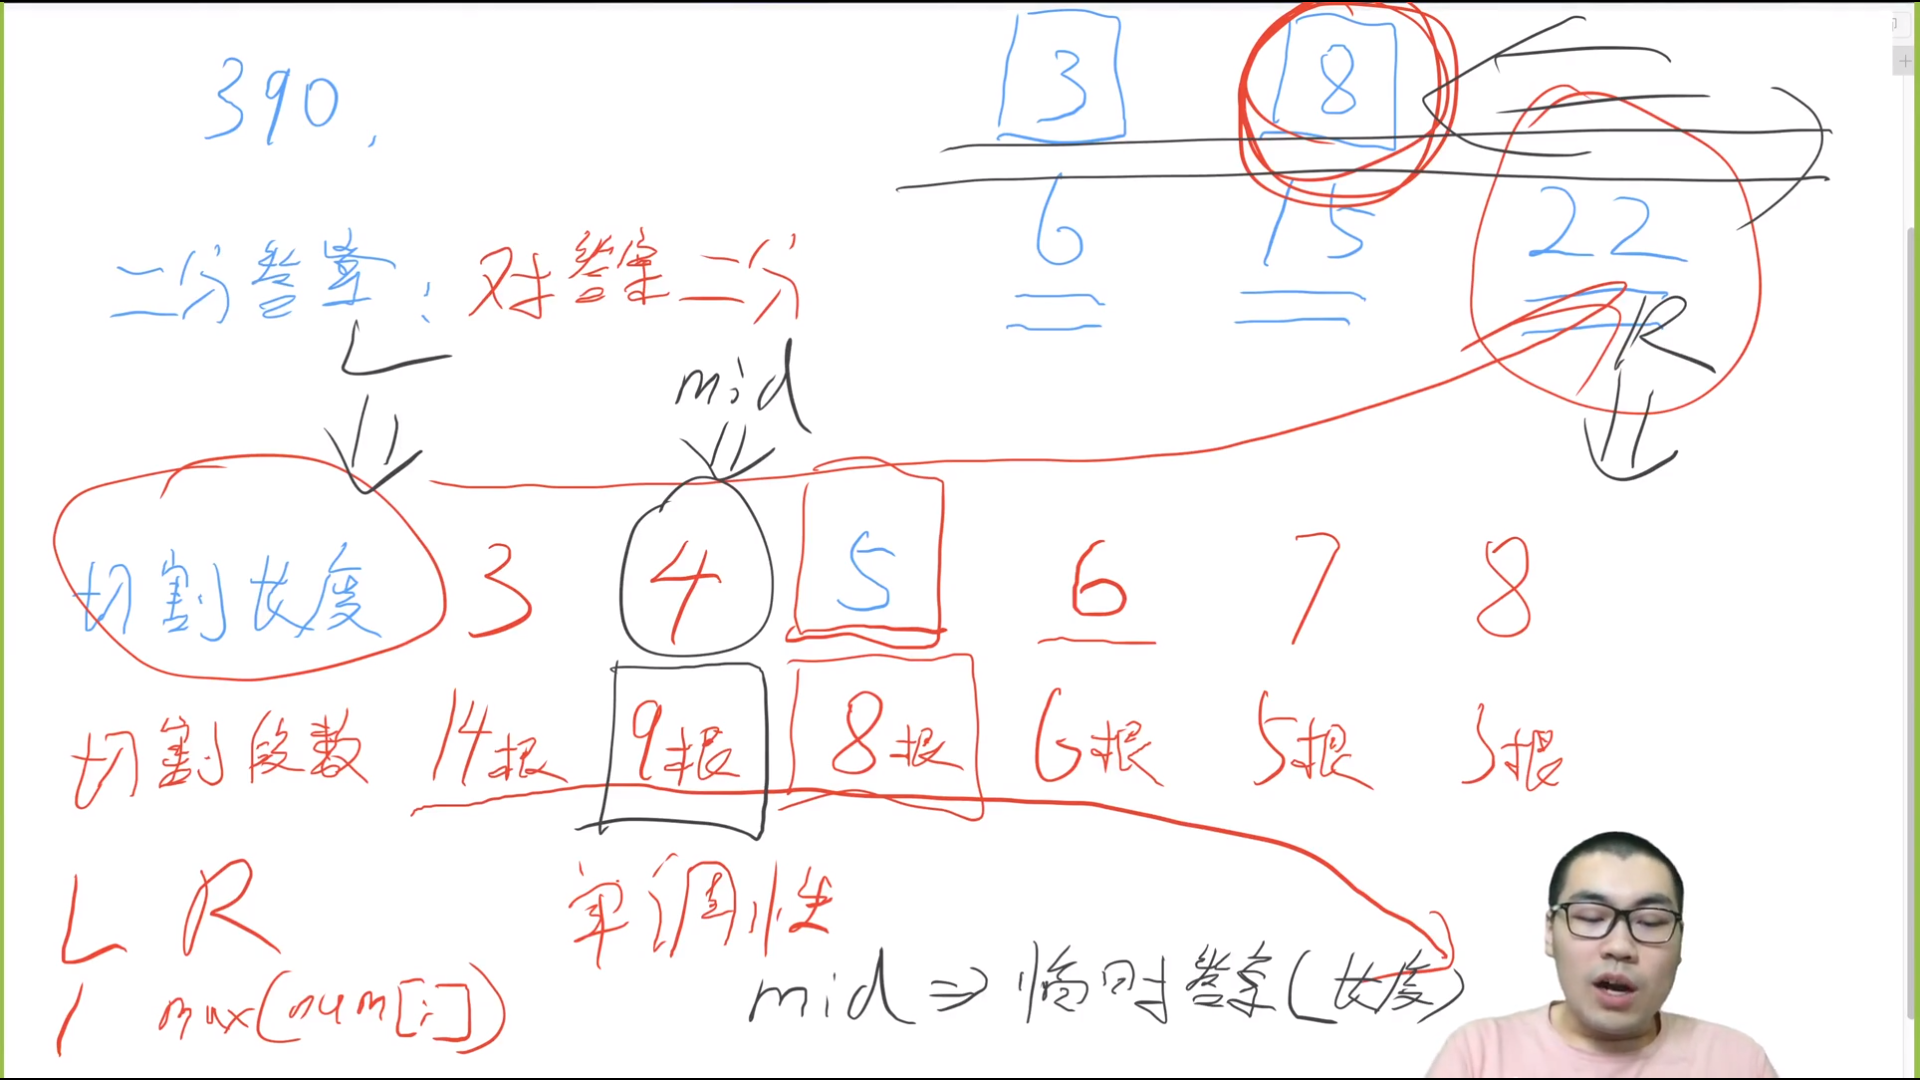 390,
3 8
6 15 22
二分答案: 对答案二分
L mid R
切割长度 3 4 5 6 7 8
切割段数 14根 9根 8根 6根 5根 3根
L R
单调性
1 max(num[i])
mid => 临时答案(长度)